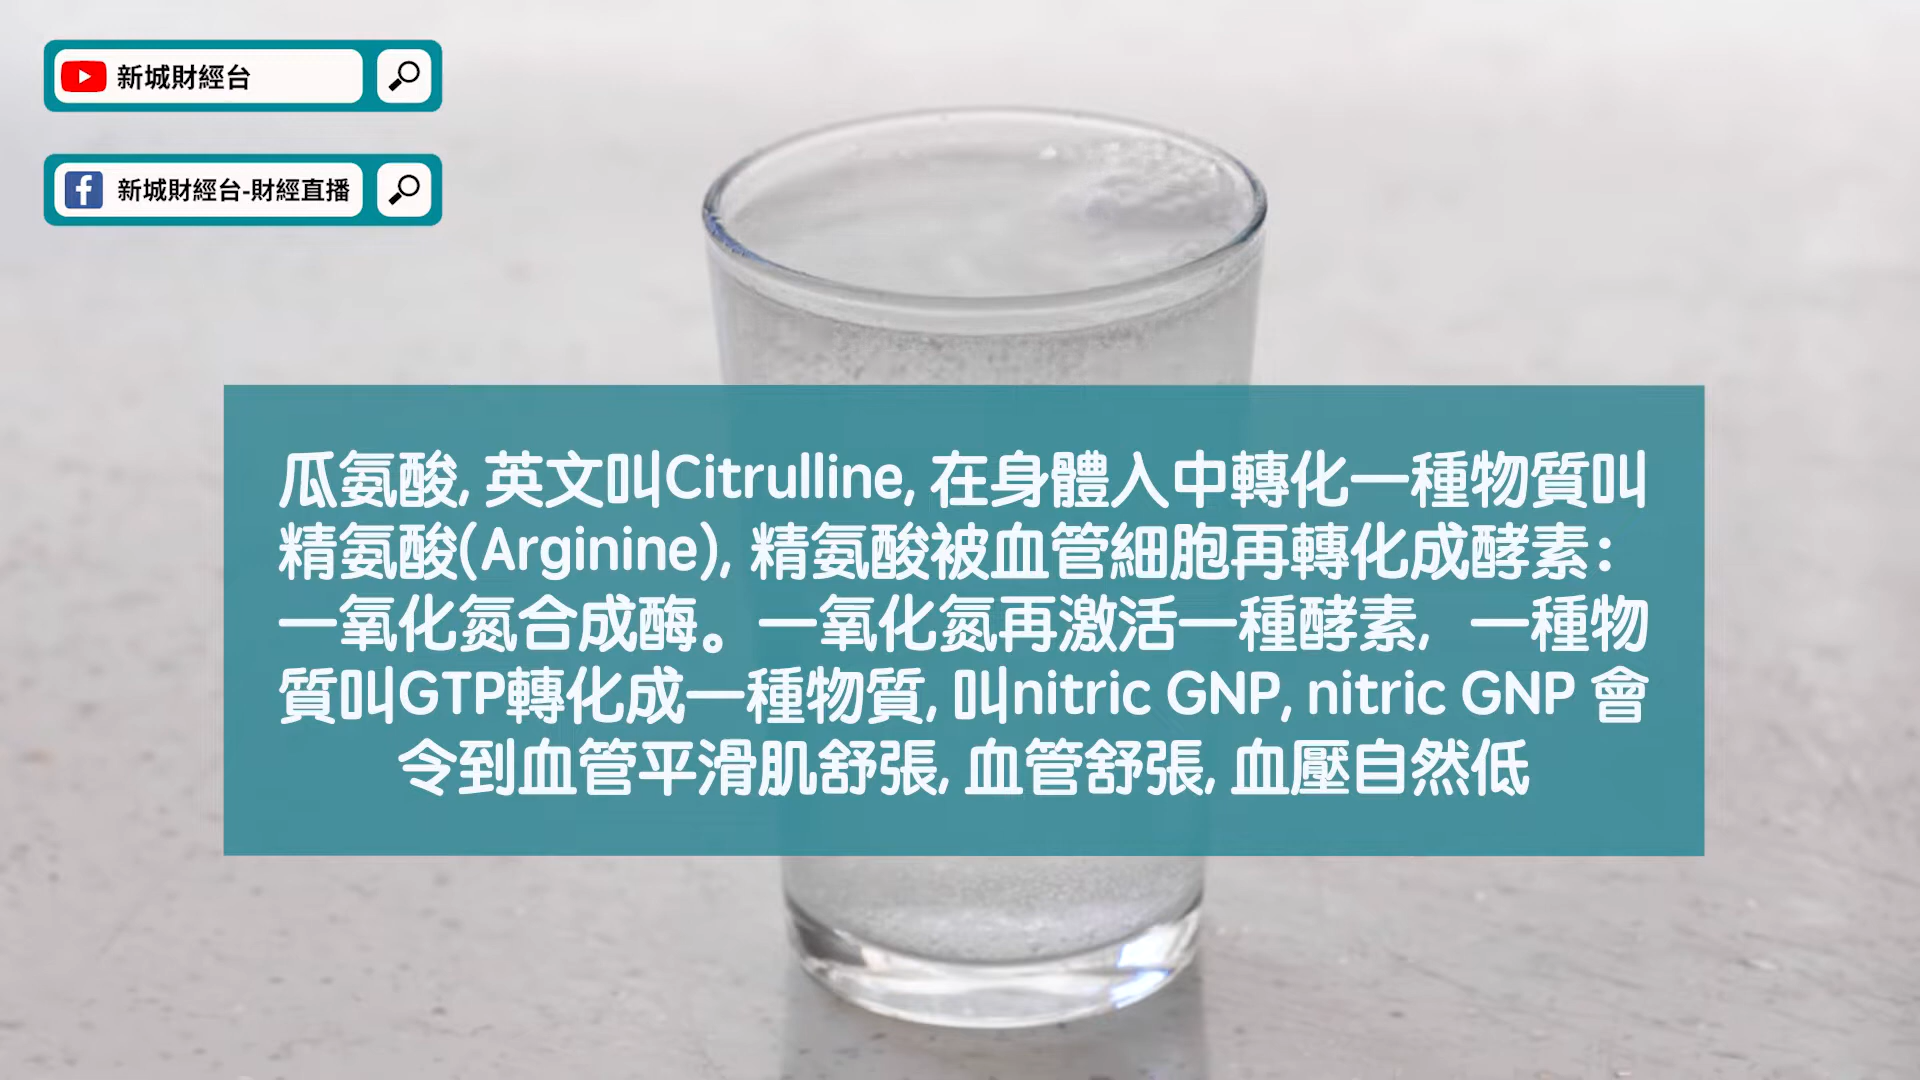 新城財經台
新城財經台-財經直播
瓜氨酸, 英文叫Citrulline, 在身體入中轉化一種物質叫
精氨酸(Arginine), 精氨酸被血管細胞再轉化成酵素：
一氧化氮合成酶。一氧化氮再激活一種酵素, 一種物
質叫GTP轉化成一種物質, 叫nitric GNP, nitric GNP 會
令到血管平滑肌舒張, 血管舒張, 血壓自然低